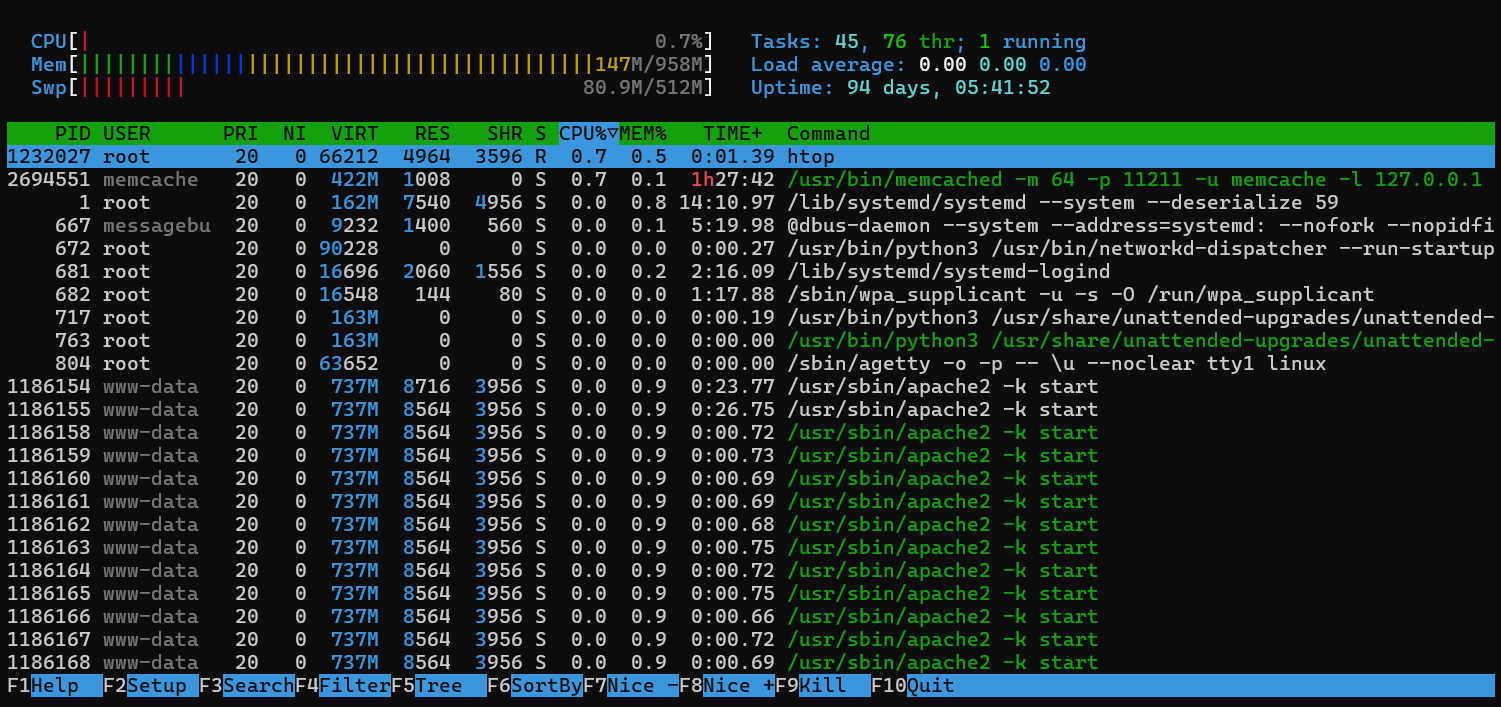 CPU[| 0.7%] Tasks: 45, 76 thr; 1 running
Mem[||||||||||||||||||||||||||||||||||||||||||147M/958M] Load average: 0.00 0.00 0.00
Swp[||||||||| 80.9M/512M] Uptime: 94 days, 05:41:52
PID USER PRI NI VIRT RES SHR S CPU%▽MEM% TIME+ Command
1232027 root 20 0 66212 4964 3596 R 0.7 0.5 0:01.39 htop
2694551 memcache 20 0 422M 1008 0 S 0.7 0.1 1h27:42 /usr/bin/memcached -m 64 -p 11211 -u memcache -l 127.0.0.1
1 root 20 0 162M 7540 4956 S 0.0 0.8 14:10.97 /lib/systemd/systemd --system --deserialize 59
667 messagebu 20 0 9232 1400 560 S 0.0 0.1 5:19.98 @dbus-daemon --system --address=systemd: --nofork --nopidfi
672 root 20 0 90228 0 0 S 0.0 0.0 0:00.27 /usr/bin/python3 /usr/bin/networkd-dispatcher --run-startup
681 root 20 0 16696 2060 1556 S 0.0 0.2 2:16.09 /lib/systemd/systemd-logind
682 root 20 0 16548 144 80 S 0.0 0.0 1:17.88 /sbin/wpa_supplicant -u -s -O /run/wpa_supplicant
717 root 20 0 163M 0 0 S 0.0 0.0 0:00.19 /usr/bin/python3 /usr/share/unattended-upgrades/unattended-
763 root 20 0 163M 0 0 S 0.0 0.0 0:00.00 /usr/bin/python3 /usr/share/unattended-upgrades/unattended-
804 root 20 0 63652 0 0 S 0.0 0.0 0:00.00 /sbin/agetty -o -p -- \u --noclear tty1 linux
1186154 www-data 20 0 737M 8716 3956 S 0.0 0.9 0:23.77 /usr/sbin/apache2 -k start
1186155 www-data 20 0 737M 8564 3956 S 0.0 0.9 0:26.75 /usr/sbin/apache2 -k start
1186158 www-data 20 0 737M 8564 3956 S 0.0 0.9 0:00.72 /usr/sbin/apache2 -k start
1186159 www-data 20 0 737M 8564 3956 S 0.0 0.9 0:00.73 /usr/sbin/apache2 -k start
1186160 www-data 20 0 737M 8564 3956 S 0.0 0.9 0:00.69 /usr/sbin/apache2 -k start
1186161 www-data 20 0 737M 8564 3956 S 0.0 0.9 0:00.69 /usr/sbin/apache2 -k start
1186162 www-data 20 0 737M 8564 3956 S 0.0 0.9 0:00.68 /usr/sbin/apache2 -k start
1186163 www-data 20 0 737M 8564 3956 S 0.0 0.9 0:00.75 /usr/sbin/apache2 -k start
1186164 www-data 20 0 737M 8564 3956 S 0.0 0.9 0:00.72 /usr/sbin/apache2 -k start
1186165 www-data 20 0 737M 8564 3956 S 0.0 0.9 0:00.75 /usr/sbin/apache2 -k start
1186166 www-data 20 0 737M 8564 3956 S 0.0 0.9 0:00.66 /usr/sbin/apache2 -k start
1186167 www-data 20 0 737M 8564 3956 S 0.0 0.9 0:00.72 /usr/sbin/apache2 -k start
1186168 www-data 20 0 737M 8564 3956 S 0.0 0.9 0:00.69 /usr/sbin/apache2 -k start
F1Help F2Setup F3SearchF4FilterF5Tree F6SortByF7Nice -F8Nice +F9Kill F10Quit